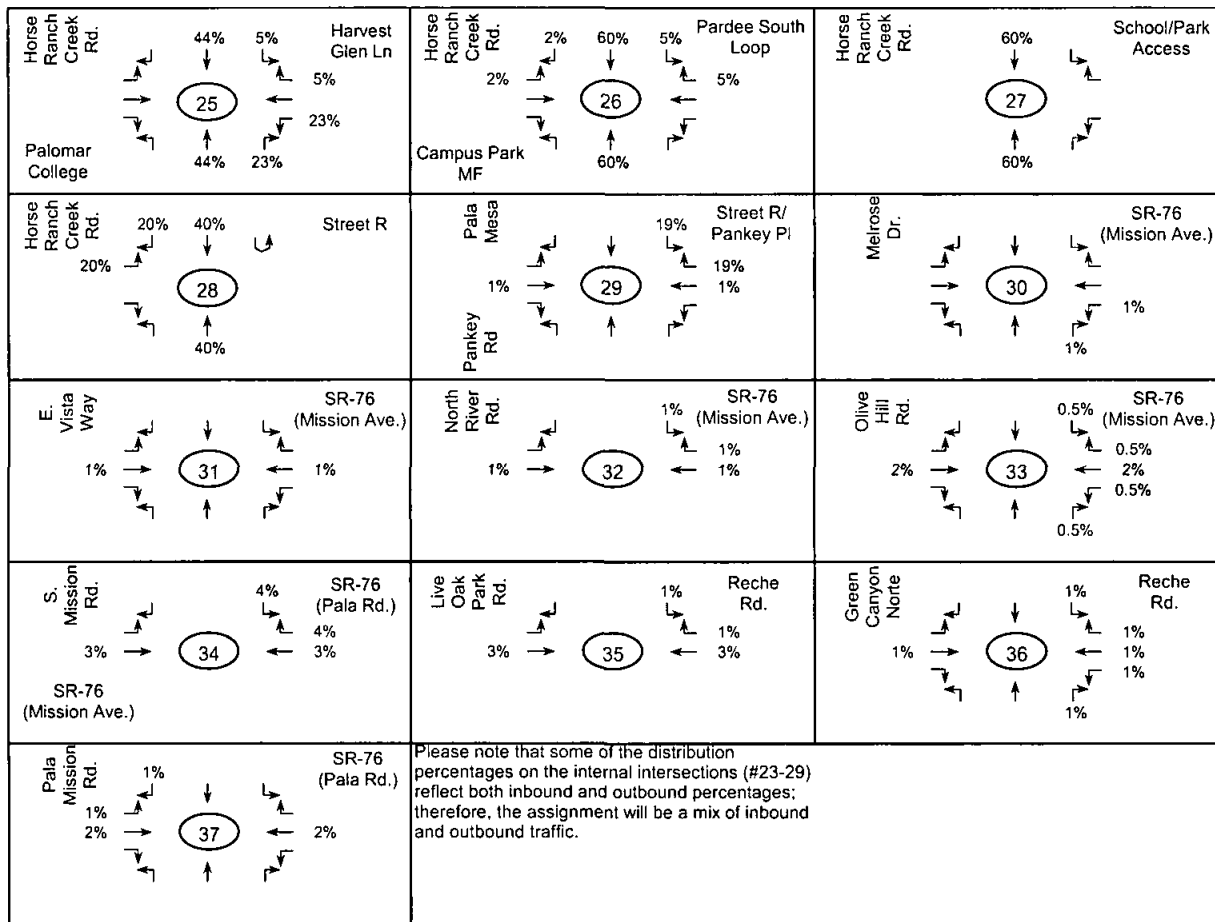 Horse
Ranch
Creek
Rd.
44%
5%
Harvest
Glen Ln
5%
25
23%
Palomar
College
44%
23%
Horse
Ranch
Creek
Rd.
2%
60%
5%
Pardee South
Loop
2%
5%
26
Campus Park
MF
60%
Horse
Ranch
Creek
Rd.
60%
School/Park
Access
27
60%
Horse
Ranch
Creek
Rd.
20%
40%
Street R
20%
28
40%
Pala
Mesa
19%
Street R/
Pankey Pl
19%
1%
29
1%
Pankey
Rd
Melrose
Dr.
SR-76
(Mission Ave.)
30
1%
1%
E.
Vista
Way
SR-76
(Mission Ave.)
1%
31
1%
North
River
Rd.
1%
SR-76
(Mission Ave.)
1%
1%
32
1%
Olive
Hill
Rd.
0.5%
SR-76
(Mission Ave.)
0.5%
2%
33
2%
0.5%
0.5%
S.
Mission
Rd.
4%
SR-76
(Pala Rd.)
4%
3%
34
3%
SR-76
(Mission Ave.)
Live
Oak
Park
Rd.
1%
Reche
Rd.
1%
3%
35
3%
Green
Canyon
Norte
1%
Reche
Rd.
1%
1%
36
1%
1%
1%
Pala
Mission
Rd.
1%
SR-76
(Pala Rd.)
1%
2%
37
2%
Please note that some of the distribution
percentages on the internal intersections (#23-29)
reflect both inbound and outbound percentages;
therefore, the assignment will be a mix of inbound
and outbound traffic.